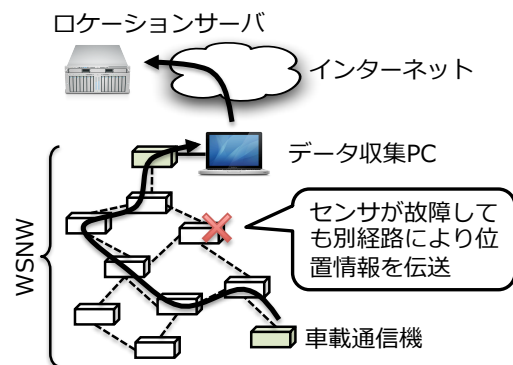 ロケーションサーバ
インターネット
データ収集PC
センサが故障して
も別経路により位
置情報を伝送
WSNW
車載通信機